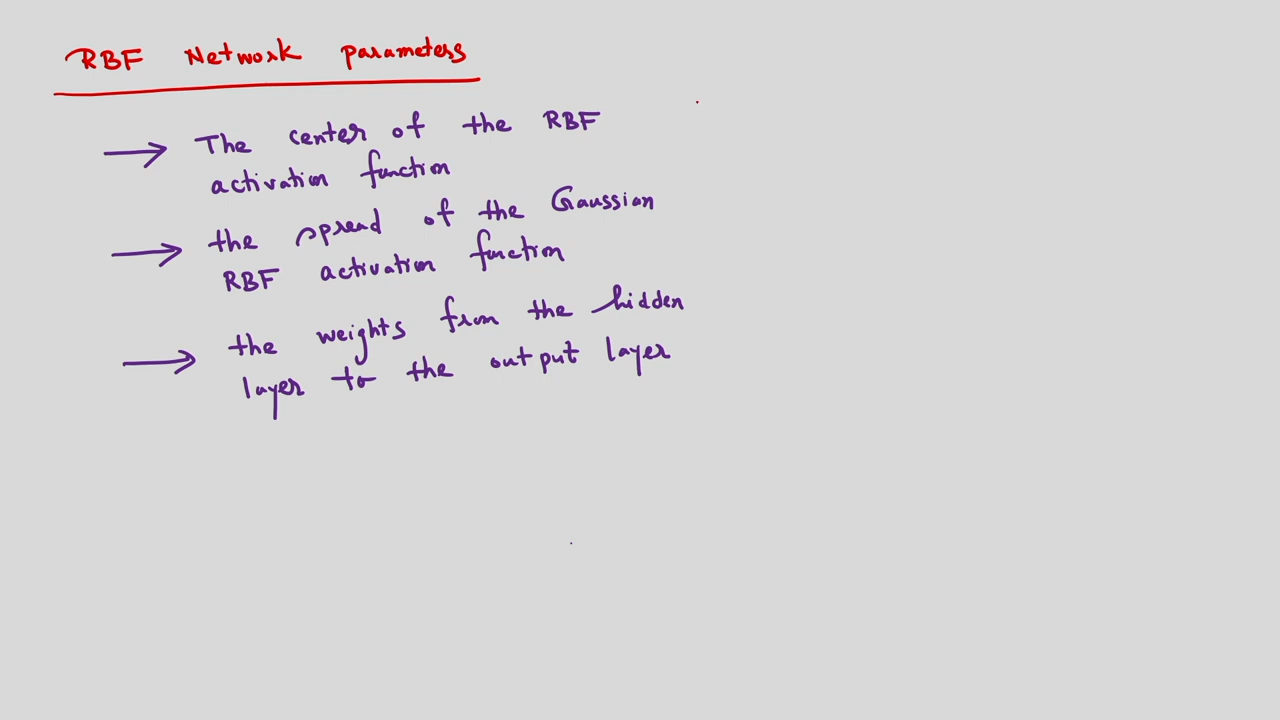 RBF Network parameters
→ The center of the RBF
activation function
→ the spread of the Gaussian
RBF activation function
→ the weights from the hidden
layer to the output layer